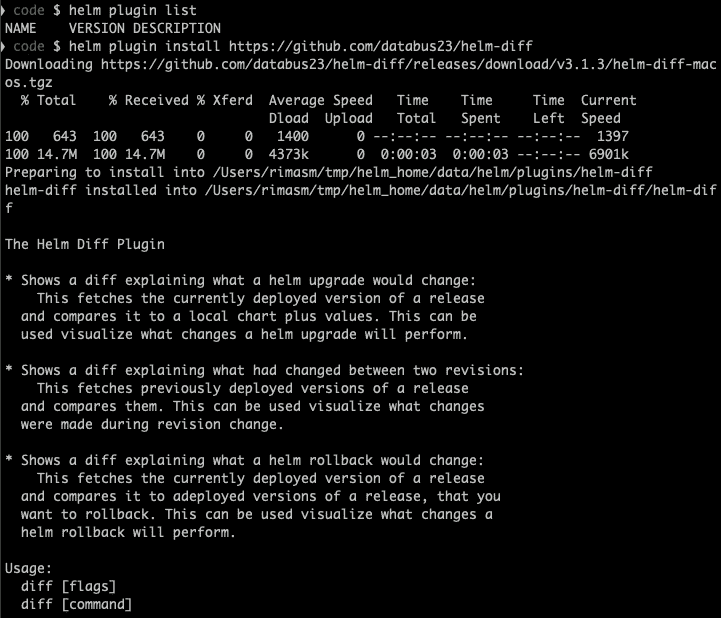 ❯ code $ helm plugin list
NAME    VERSION DESCRIPTION
❯ code $ helm plugin install https://github.com/databus23/helm-diff
Downloading https://github.com/databus23/helm-diff/releases/download/v3.1.3/helm-diff-mac
os.tgz
  % Total    % Received % Xferd  Average Speed   Time    Time     Time  Current
                                 Dload  Upload   Total   Spent    Left  Speed
100   643  100   643    0     0   1400      0 --:--:-- --:--:-- --:--:--  1397
100 14.7M  100 14.7M    0     0  4373k      0  0:00:03  0:00:03 --:--:-- 6901k
Preparing to install into /Users/rimasm/tmp/helm_home/data/helm/plugins/helm-diff
helm-diff installed into /Users/rimasm/tmp/helm_home/data/helm/plugins/helm-diff/helm-dif
f

The Helm Diff Plugin

* Shows a diff explaining what a helm upgrade would change:
    This fetches the currently deployed version of a release
  and compares it to a local chart plus values. This can be
  used visualize what changes a helm upgrade will perform.

* Shows a diff explaining what had changed between two revisions:
    This fetches previously deployed versions of a release
  and compares them. This can be used visualize what changes
  were made during revision change.

* Shows a diff explaining what a helm rollback would change:
    This fetches the currently deployed version of a release
  and compares it to adeployed versions of a release, that you
  want to rollback. This can be used visualize what changes a
  helm rollback will perform.

Usage:
  diff [flags]
  diff [command]